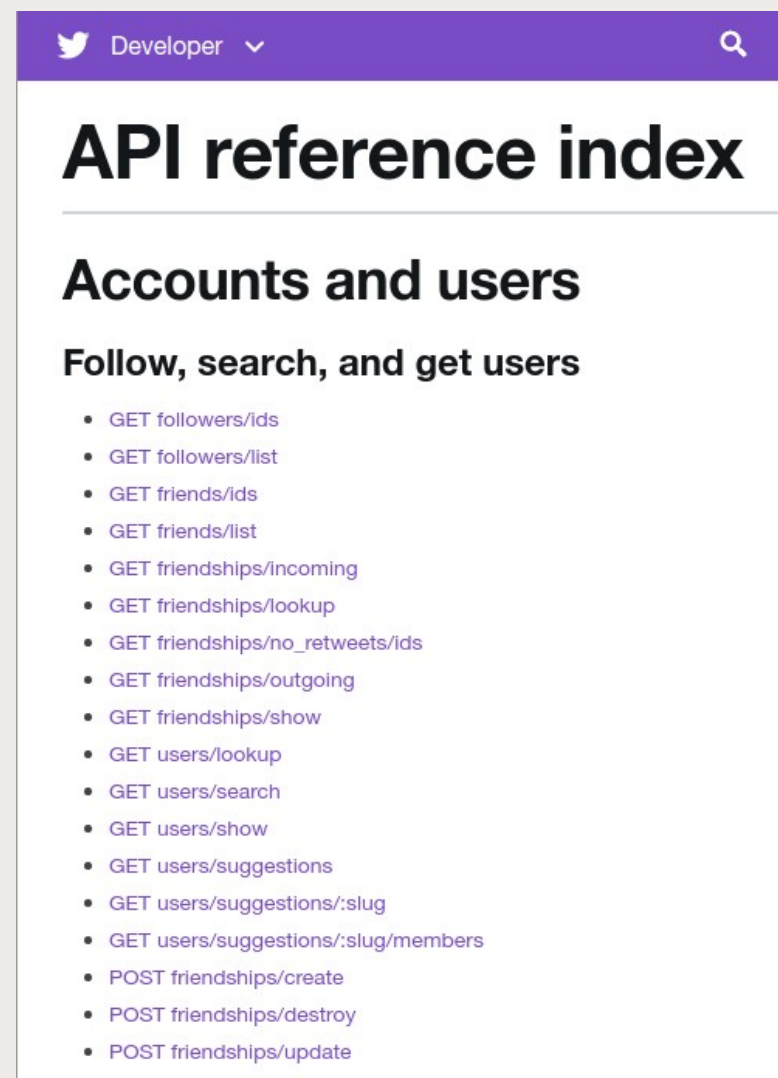 Developer
API reference index
Accounts and users
Follow, search, and get users
GET followers/ids
GET followers/list
GET friends/ids
GET friends/list
GET friendships/incoming
GET friendships/lookup
GET friendships/no_retweets/ids
GET friendships/outgoing
GET friendships/show
GET users/lookup
GET users/search
GET users/show
GET users/suggestions
GET users/suggestions/:slug
GET users/suggestions/:slug/members
POST friendships/create
POST friendships/destroy
POST friendships/update